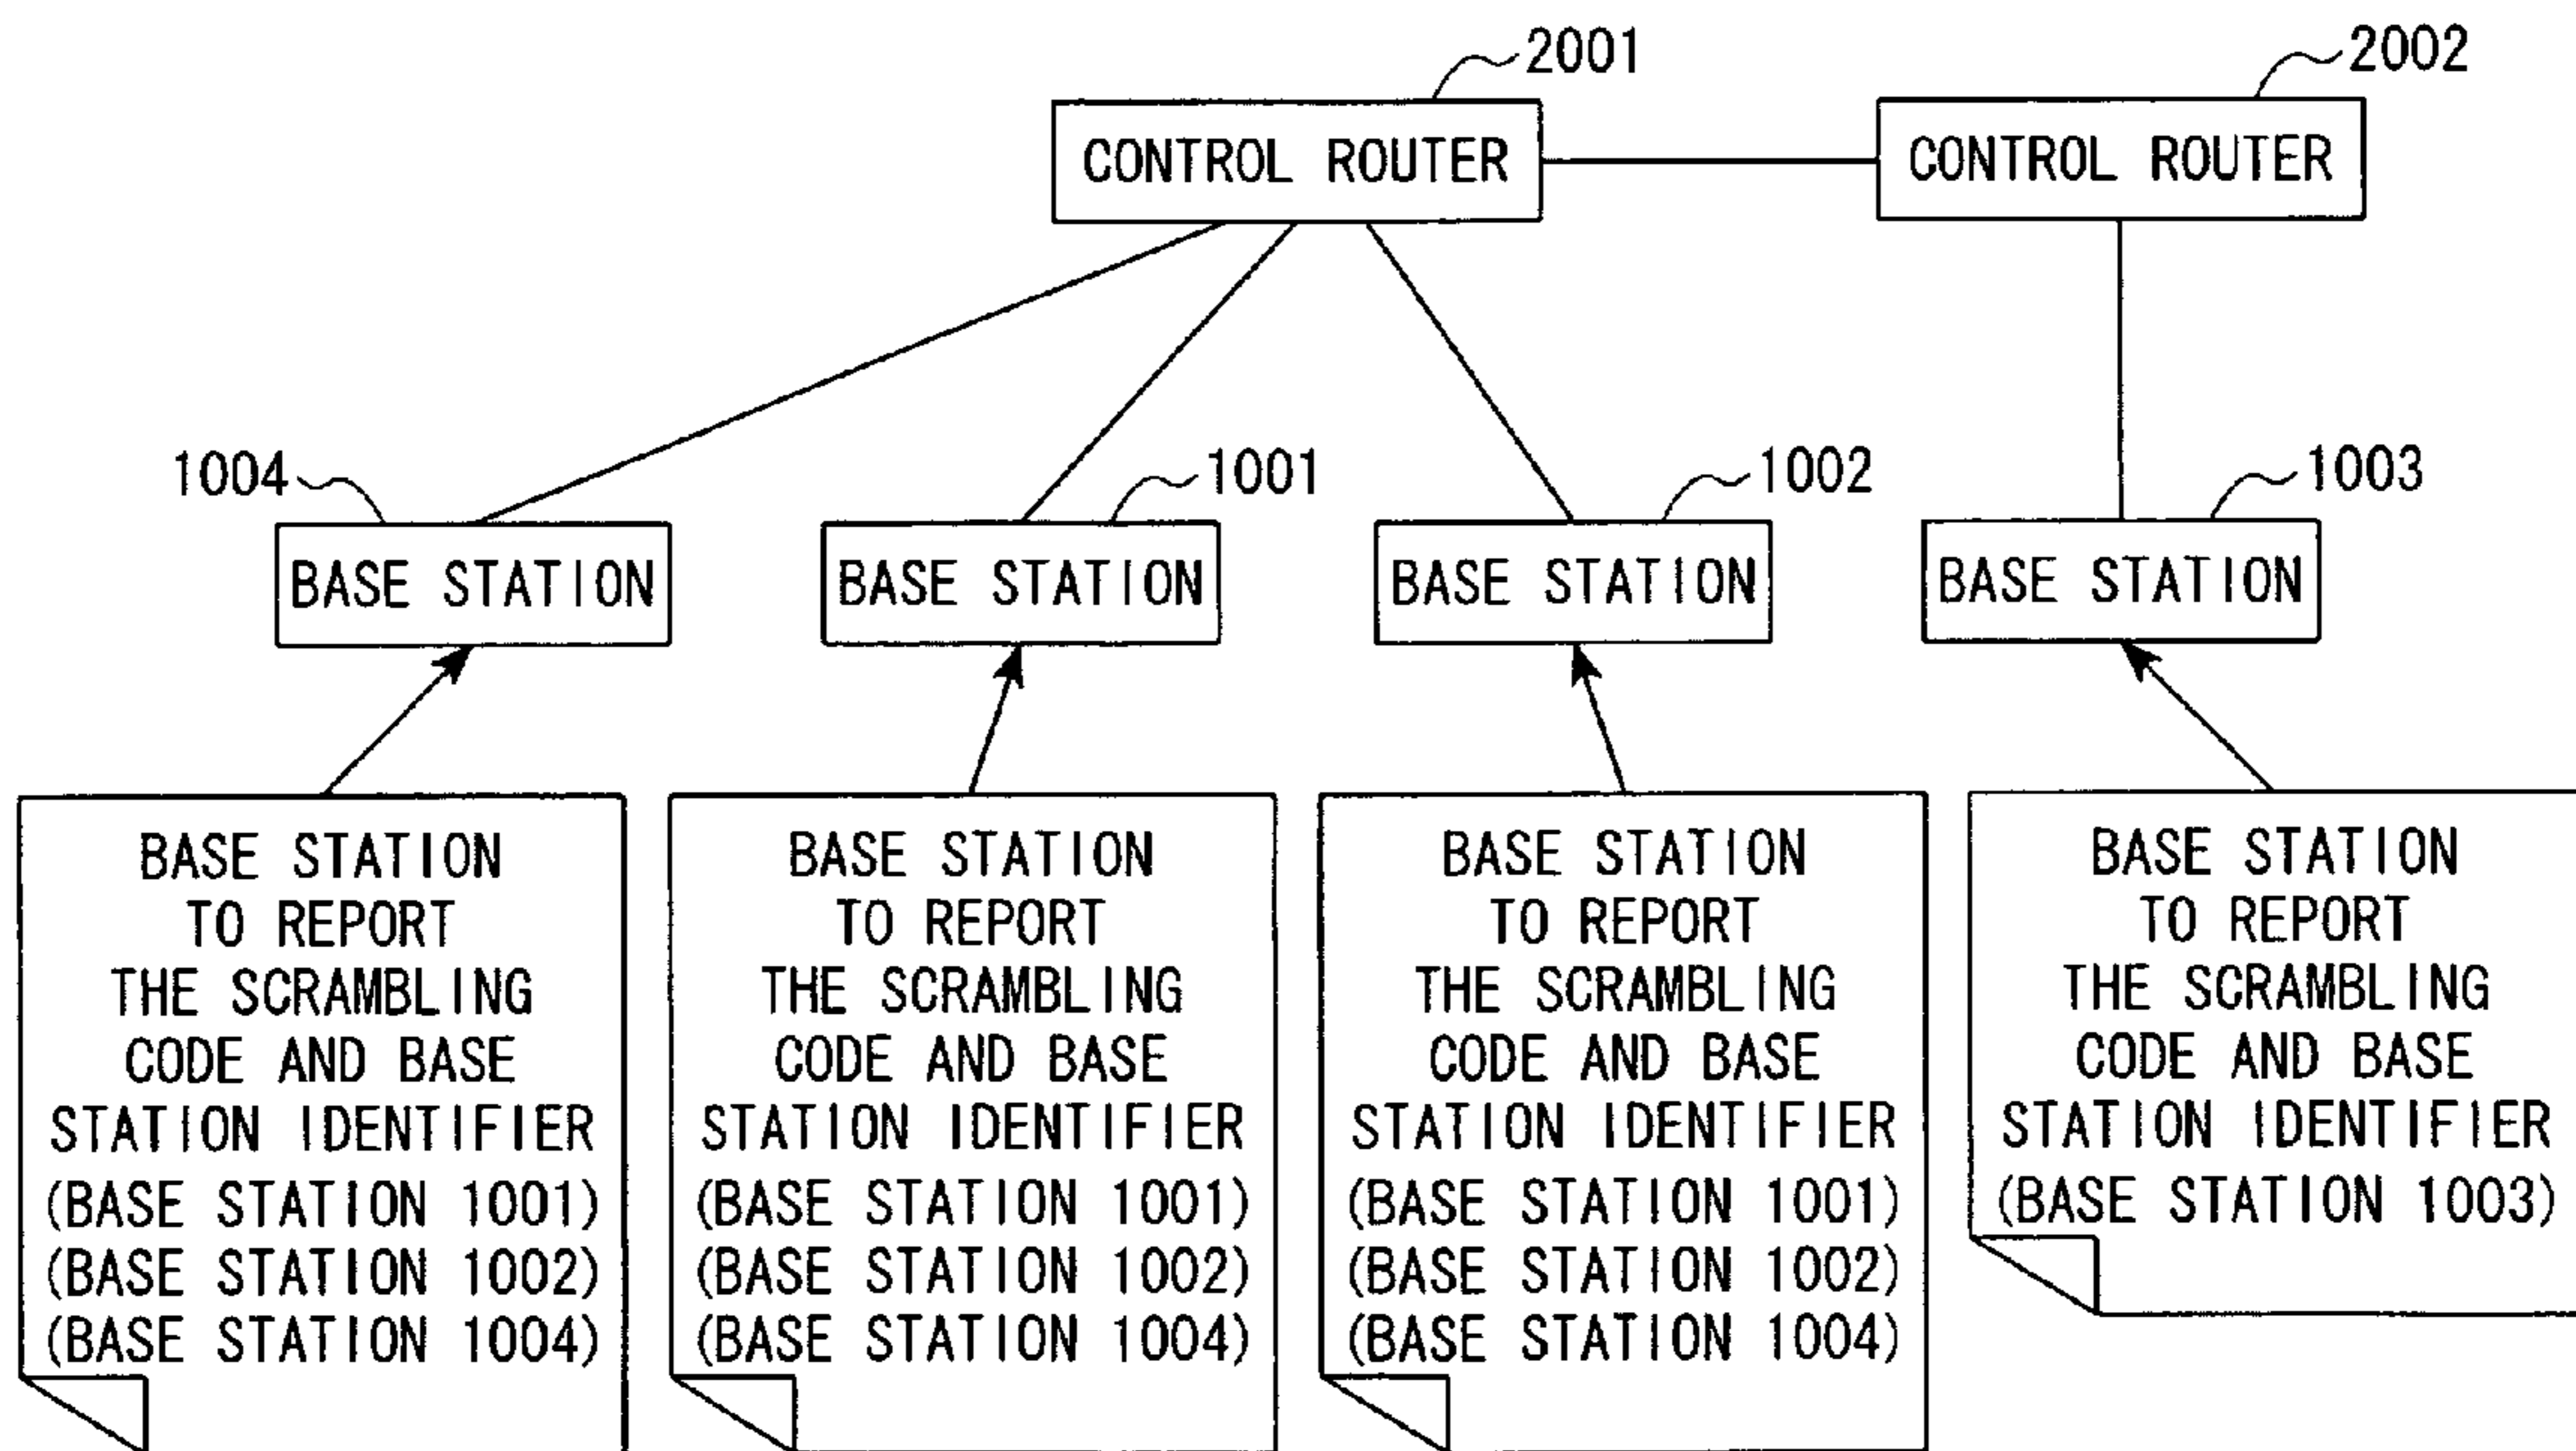 2001
2002
CONTROL ROUTER
CONTROL ROUTER
1004
1001
1002
1003
BASE STATION
BASE STATION
BASE STATION
BASE STATION
BASE STATION
TO REPORT
THE SCRAMBLING
CODE AND BASE
STATION IDENTIFIER
(BASE STATION 1001)
(BASE STATION 1002)
(BASE STATION 1004)
BASE STATION
TO REPORT
THE SCRAMBLING
CODE AND BASE
STATION IDENTIFIER
(BASE STATION 1001)
(BASE STATION 1002)
(BASE STATION 1004)
BASE STATION
TO REPORT
THE SCRAMBLING
CODE AND BASE
STATION IDENTIFIER
(BASE STATION 1001)
(BASE STATION 1002)
(BASE STATION 1004)
BASE STATION
TO REPORT
THE SCRAMBLING
CODE AND BASE
STATION IDENTIFIER
(BASE STATION 1003)